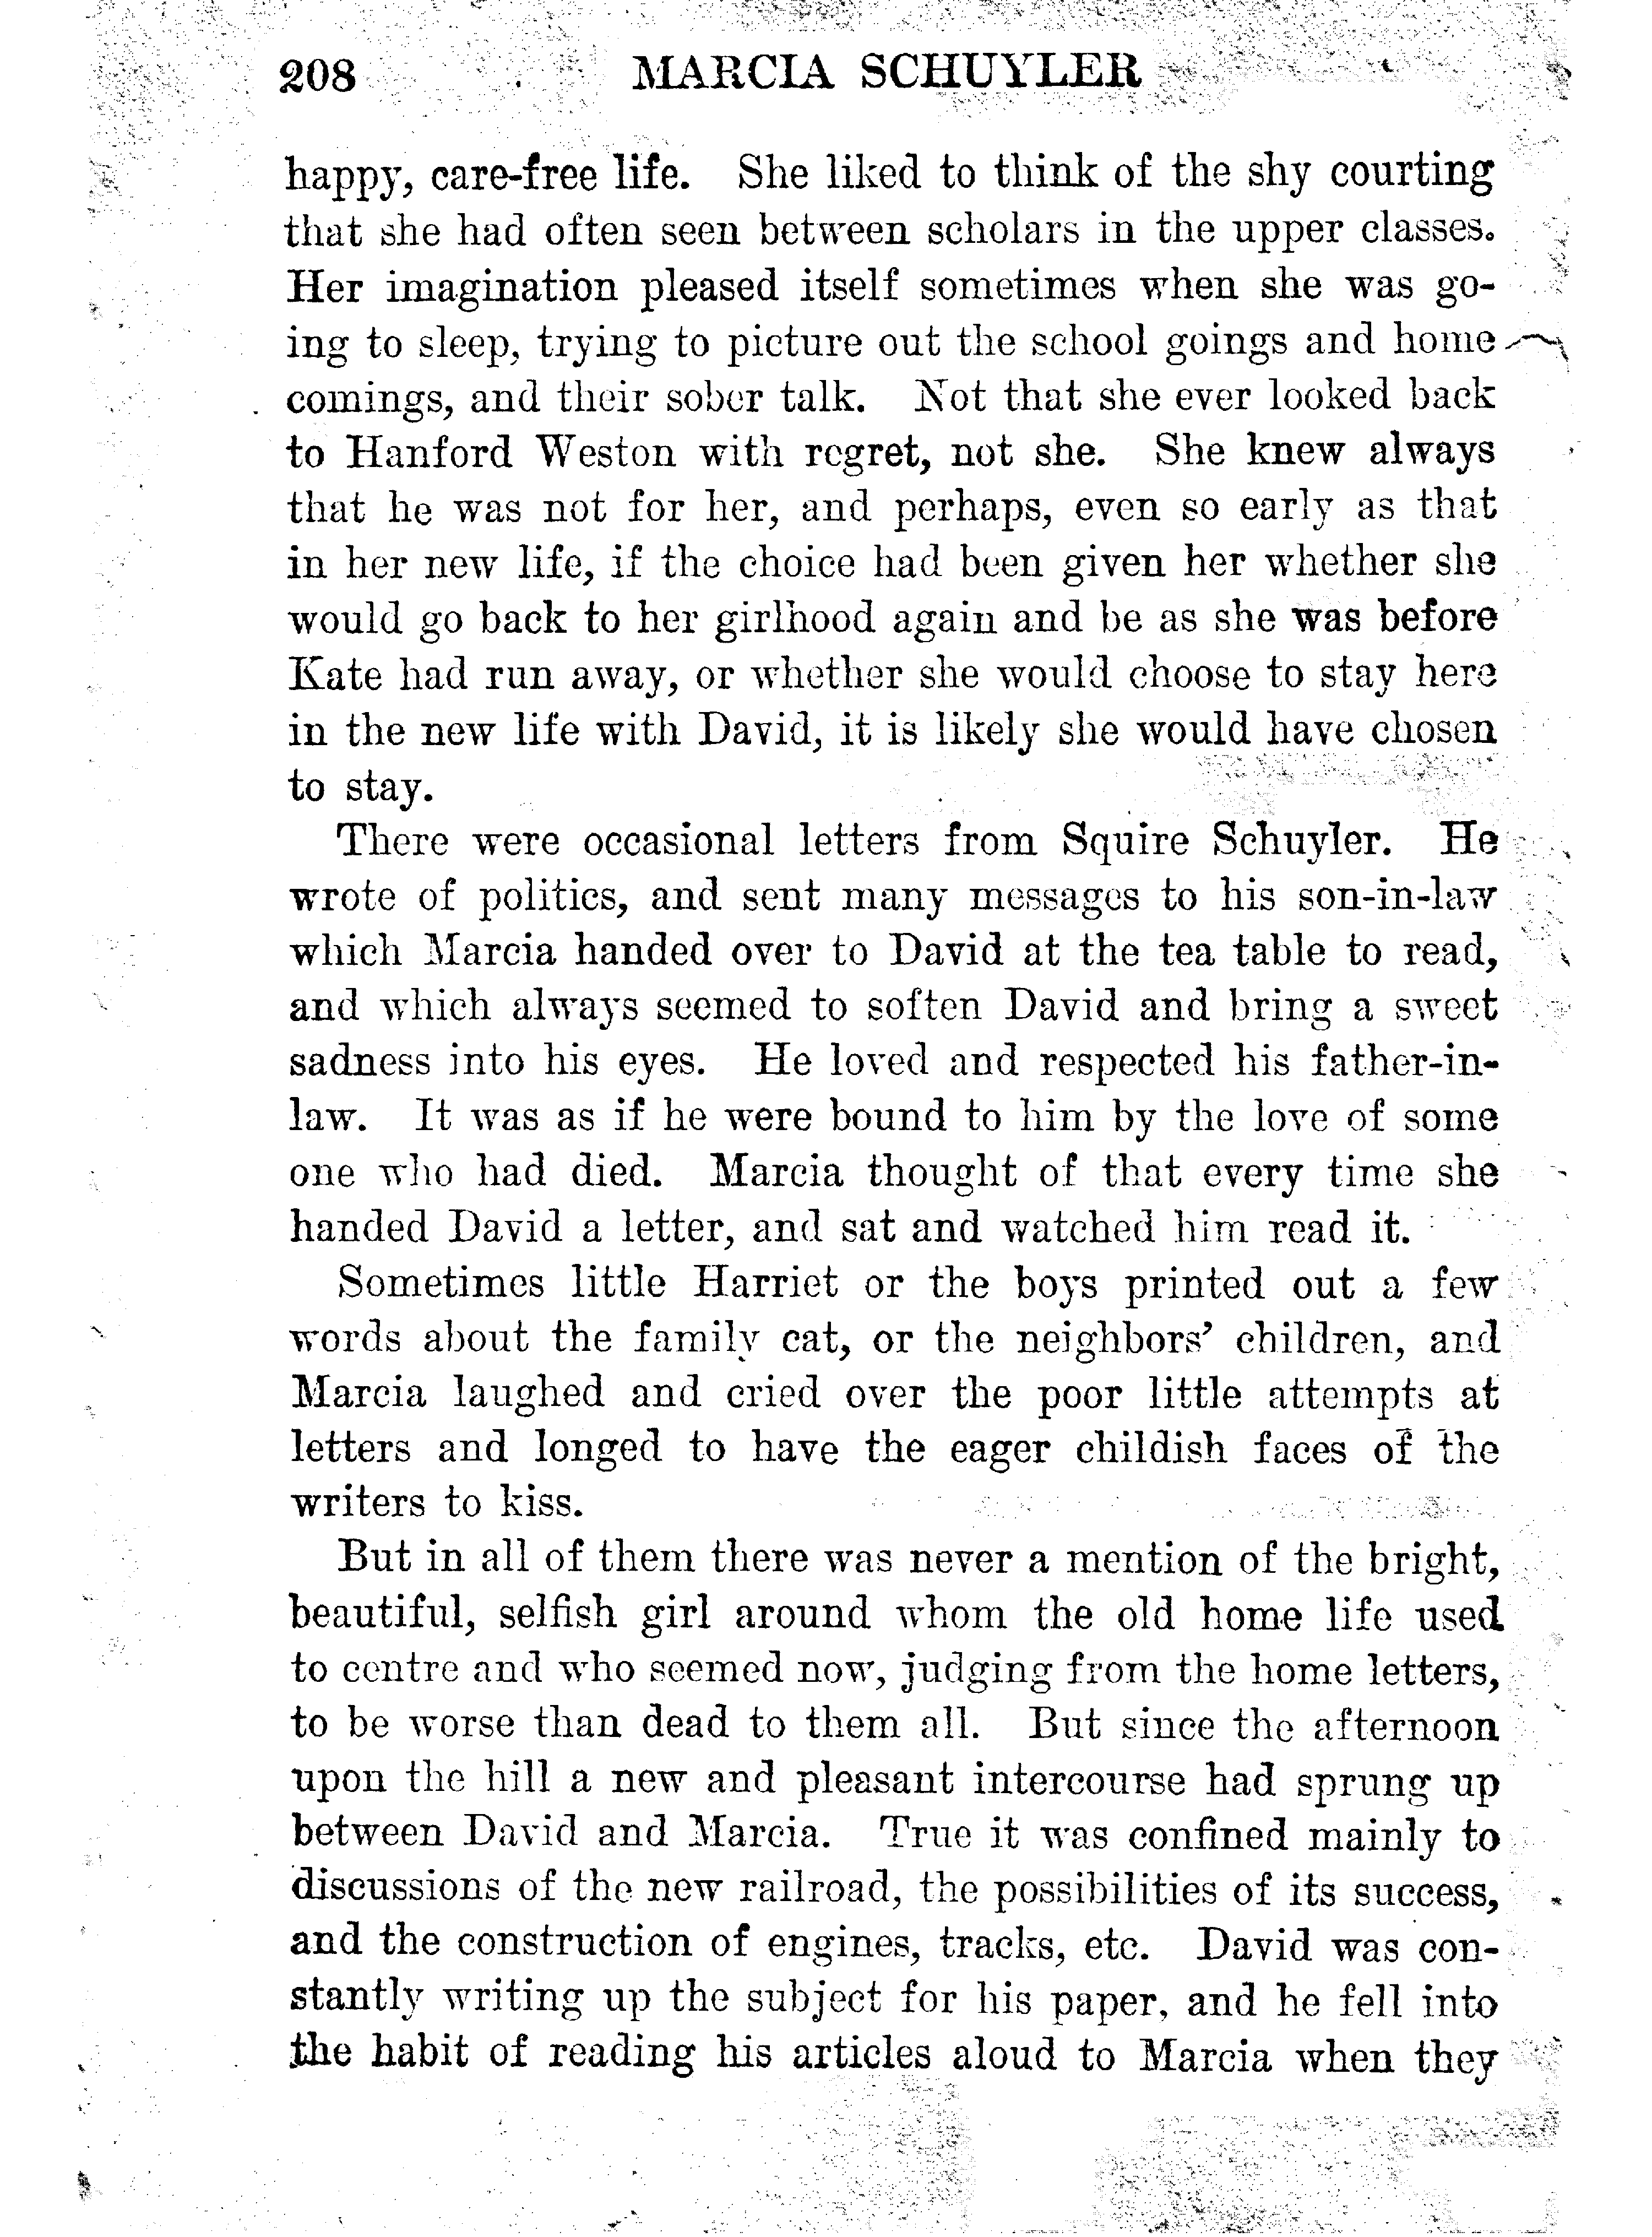 208 MARCIA SCHUYLER
happy, care-free life. She liked to think of the shy courting
that she had often seen between scholars in the upper classes.
Her imagination pleased itself sometimes when she was go-
ing to sleep, trying to picture out the school goings and home
comings, and their sober talk. Not that she ever looked back
to Hanford Weston with regret, not she. She knew always
that he was not for her, and perhaps, even so early as that
in her new life, if the choice had been given her whether she
would go back to her girlhood again and be as she was before
Kate had run away, or whether she would choose to stay here
in the new life with David, it is likely she would have chosen
to stay.
There were occasional letters from Squire Schuyler. He
wrote of politics, and sent many messages to his son-in-law
which Marcia handed over to David at the tea table to read,
and which always seemed to soften David and bring a sweet
sadness into his eyes. He loved and respected his father-in-
law. It was as if he were bound to him by the love of some
one who had died. Marcia thought of that every time she
handed David a letter, and sat and watched him read it.
Sometimes little Harriet or the boys printed out a few
words about the family cat, or the neighbors' children, and
Marcia laughed and cried over the poor little attempts at
letters and longed to have the eager childish faces of the
writers to kiss.
But in all of them there was never a mention of the bright,
beautiful, selfish girl around whom the old home life used
to centre and who seemed now, judging from the home letters,
to be worse than dead to them all. But since the afternoon
upon the hill a new and pleasant intercourse had sprung up
between David and Marcia. True it was confined mainly to
discussions of the new railroad, the possibilities of its success,
and the construction of engines, tracks, etc. David was con-
stantly writing up the subject for his paper, and he fell into
the habit of reading his articles aloud to Marcia when they